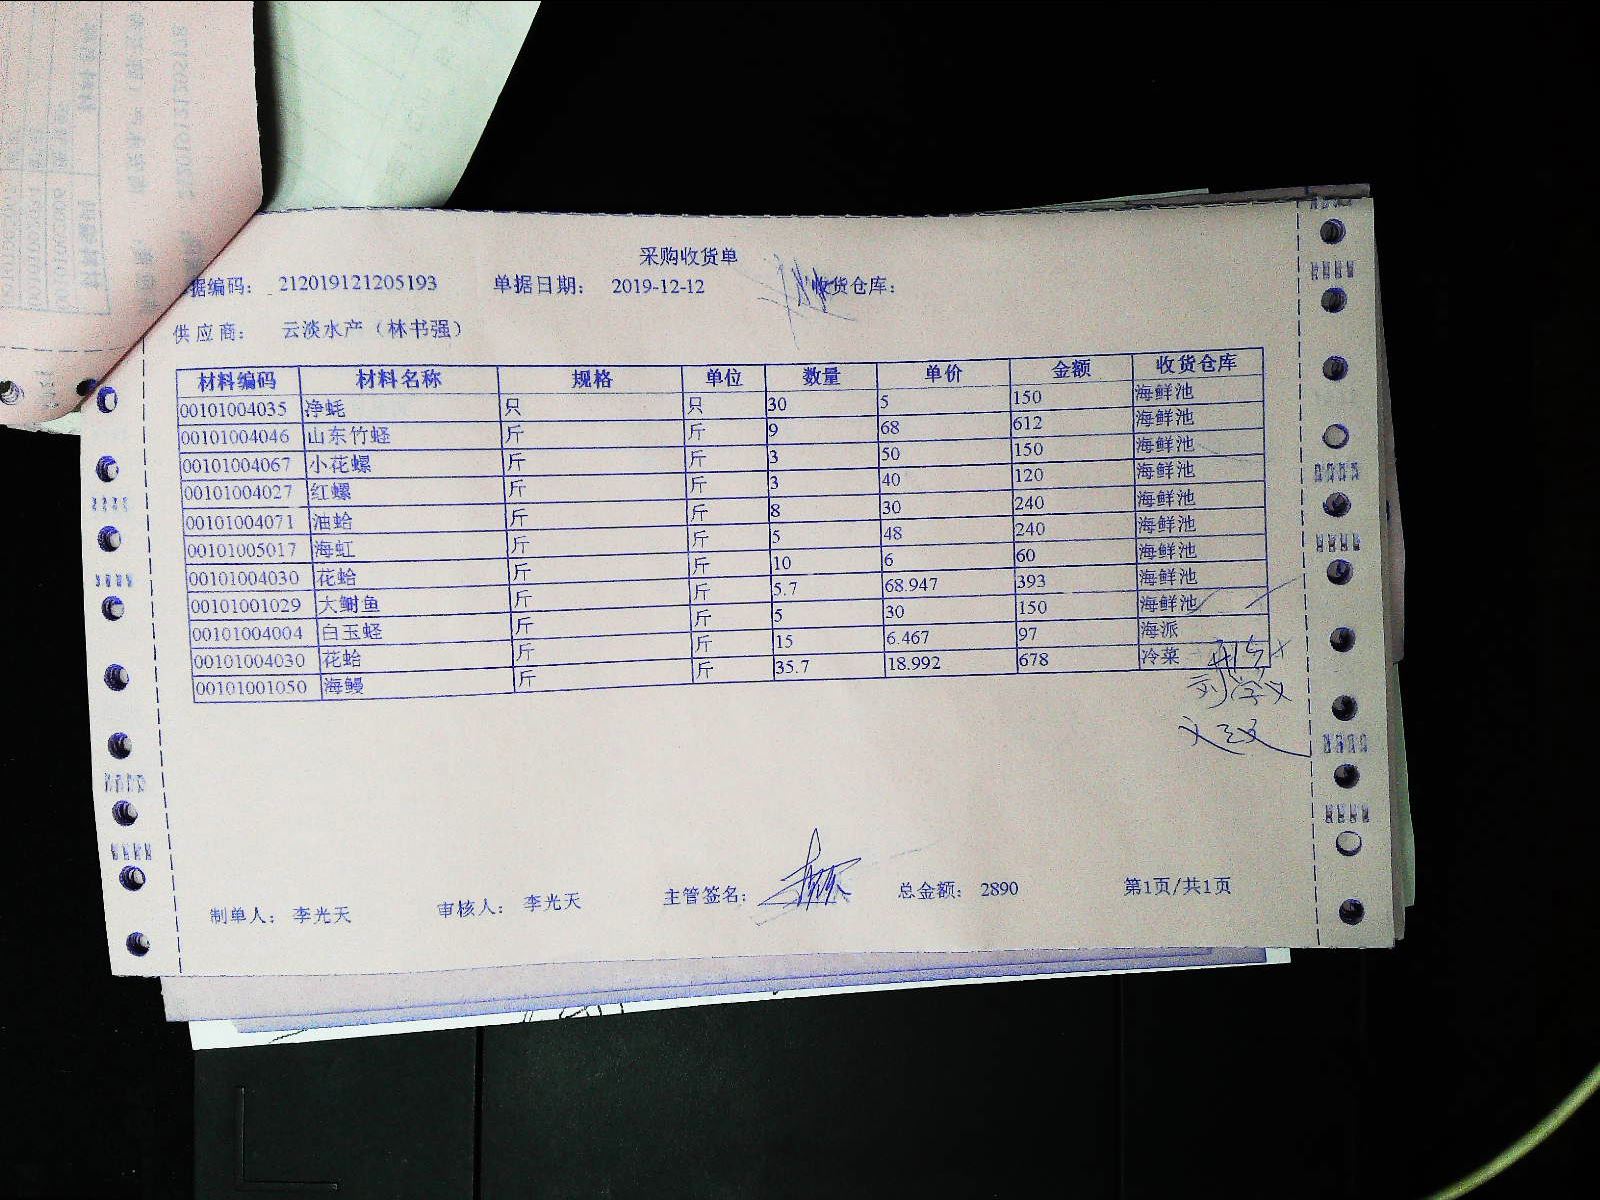 采购收货单
据编码： 212019121205193 单据日期： 2019-12-12 收货仓库：
供应商： 云淡水产（林书强）
材料编码 材料名称 规格 单位 数量 单价 金额 收货仓库
00101004035 净蚝 只 只 30 5 150 海鲜池
00101004046 山东竹蛏 斤 斤 9 68 612 海鲜池
00101004067 小花螺 斤 斤 3 50 150 海鲜池
00101004027 红螺 斤 斤 3 40 120 海鲜池
00101004071 油蛤 斤 斤 8 30 240 海鲜池
00101005017 海虹 斤 斤 5 48 240 海鲜池
00101004030 花蛤 斤 斤 10 6 60 海鲜池
00101001029 大鲋鱼 斤 斤 5.7 68.947 393 海鲜池
00101004004 白玉蛏 斤 斤 5 30 150 海鲜池
00101004030 花蛤 斤 斤 15 6.467 97 海派
00101001050 海鳗 斤 斤 35.7 18.992 678 冷菜
制单人： 李光天 审核人： 李光天 主管签名： 总金额： 2890 第1页/共1页